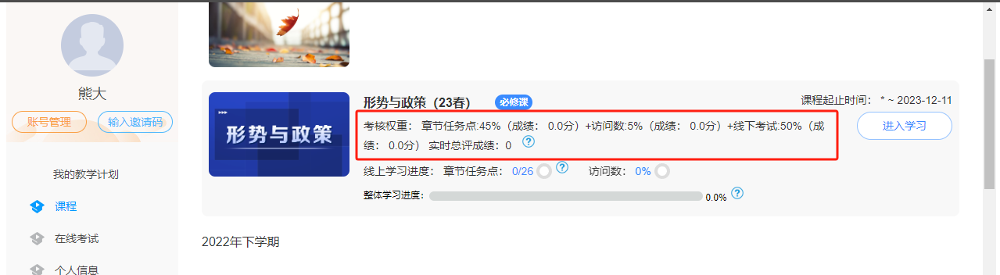 熊大
账号管理
输入邀请码
我的教学计划
课程
在线考试
个人信息
形势与政策
形势与政策（23春）
必修课
课程起止时间： * ~ 2023-12-11
考核权重： 章节任务点:45%（成绩： 0.0分）+访问数:5%（成绩： 0.0分）+线下考试:50%（成
绩： 0.0分） 实时总评成绩：0 ?
进入学习
线上学习进度： 章节任务点： 0/26 ? 访问数： 0%
整体学习进度： 0.0% ?
2022年下学期